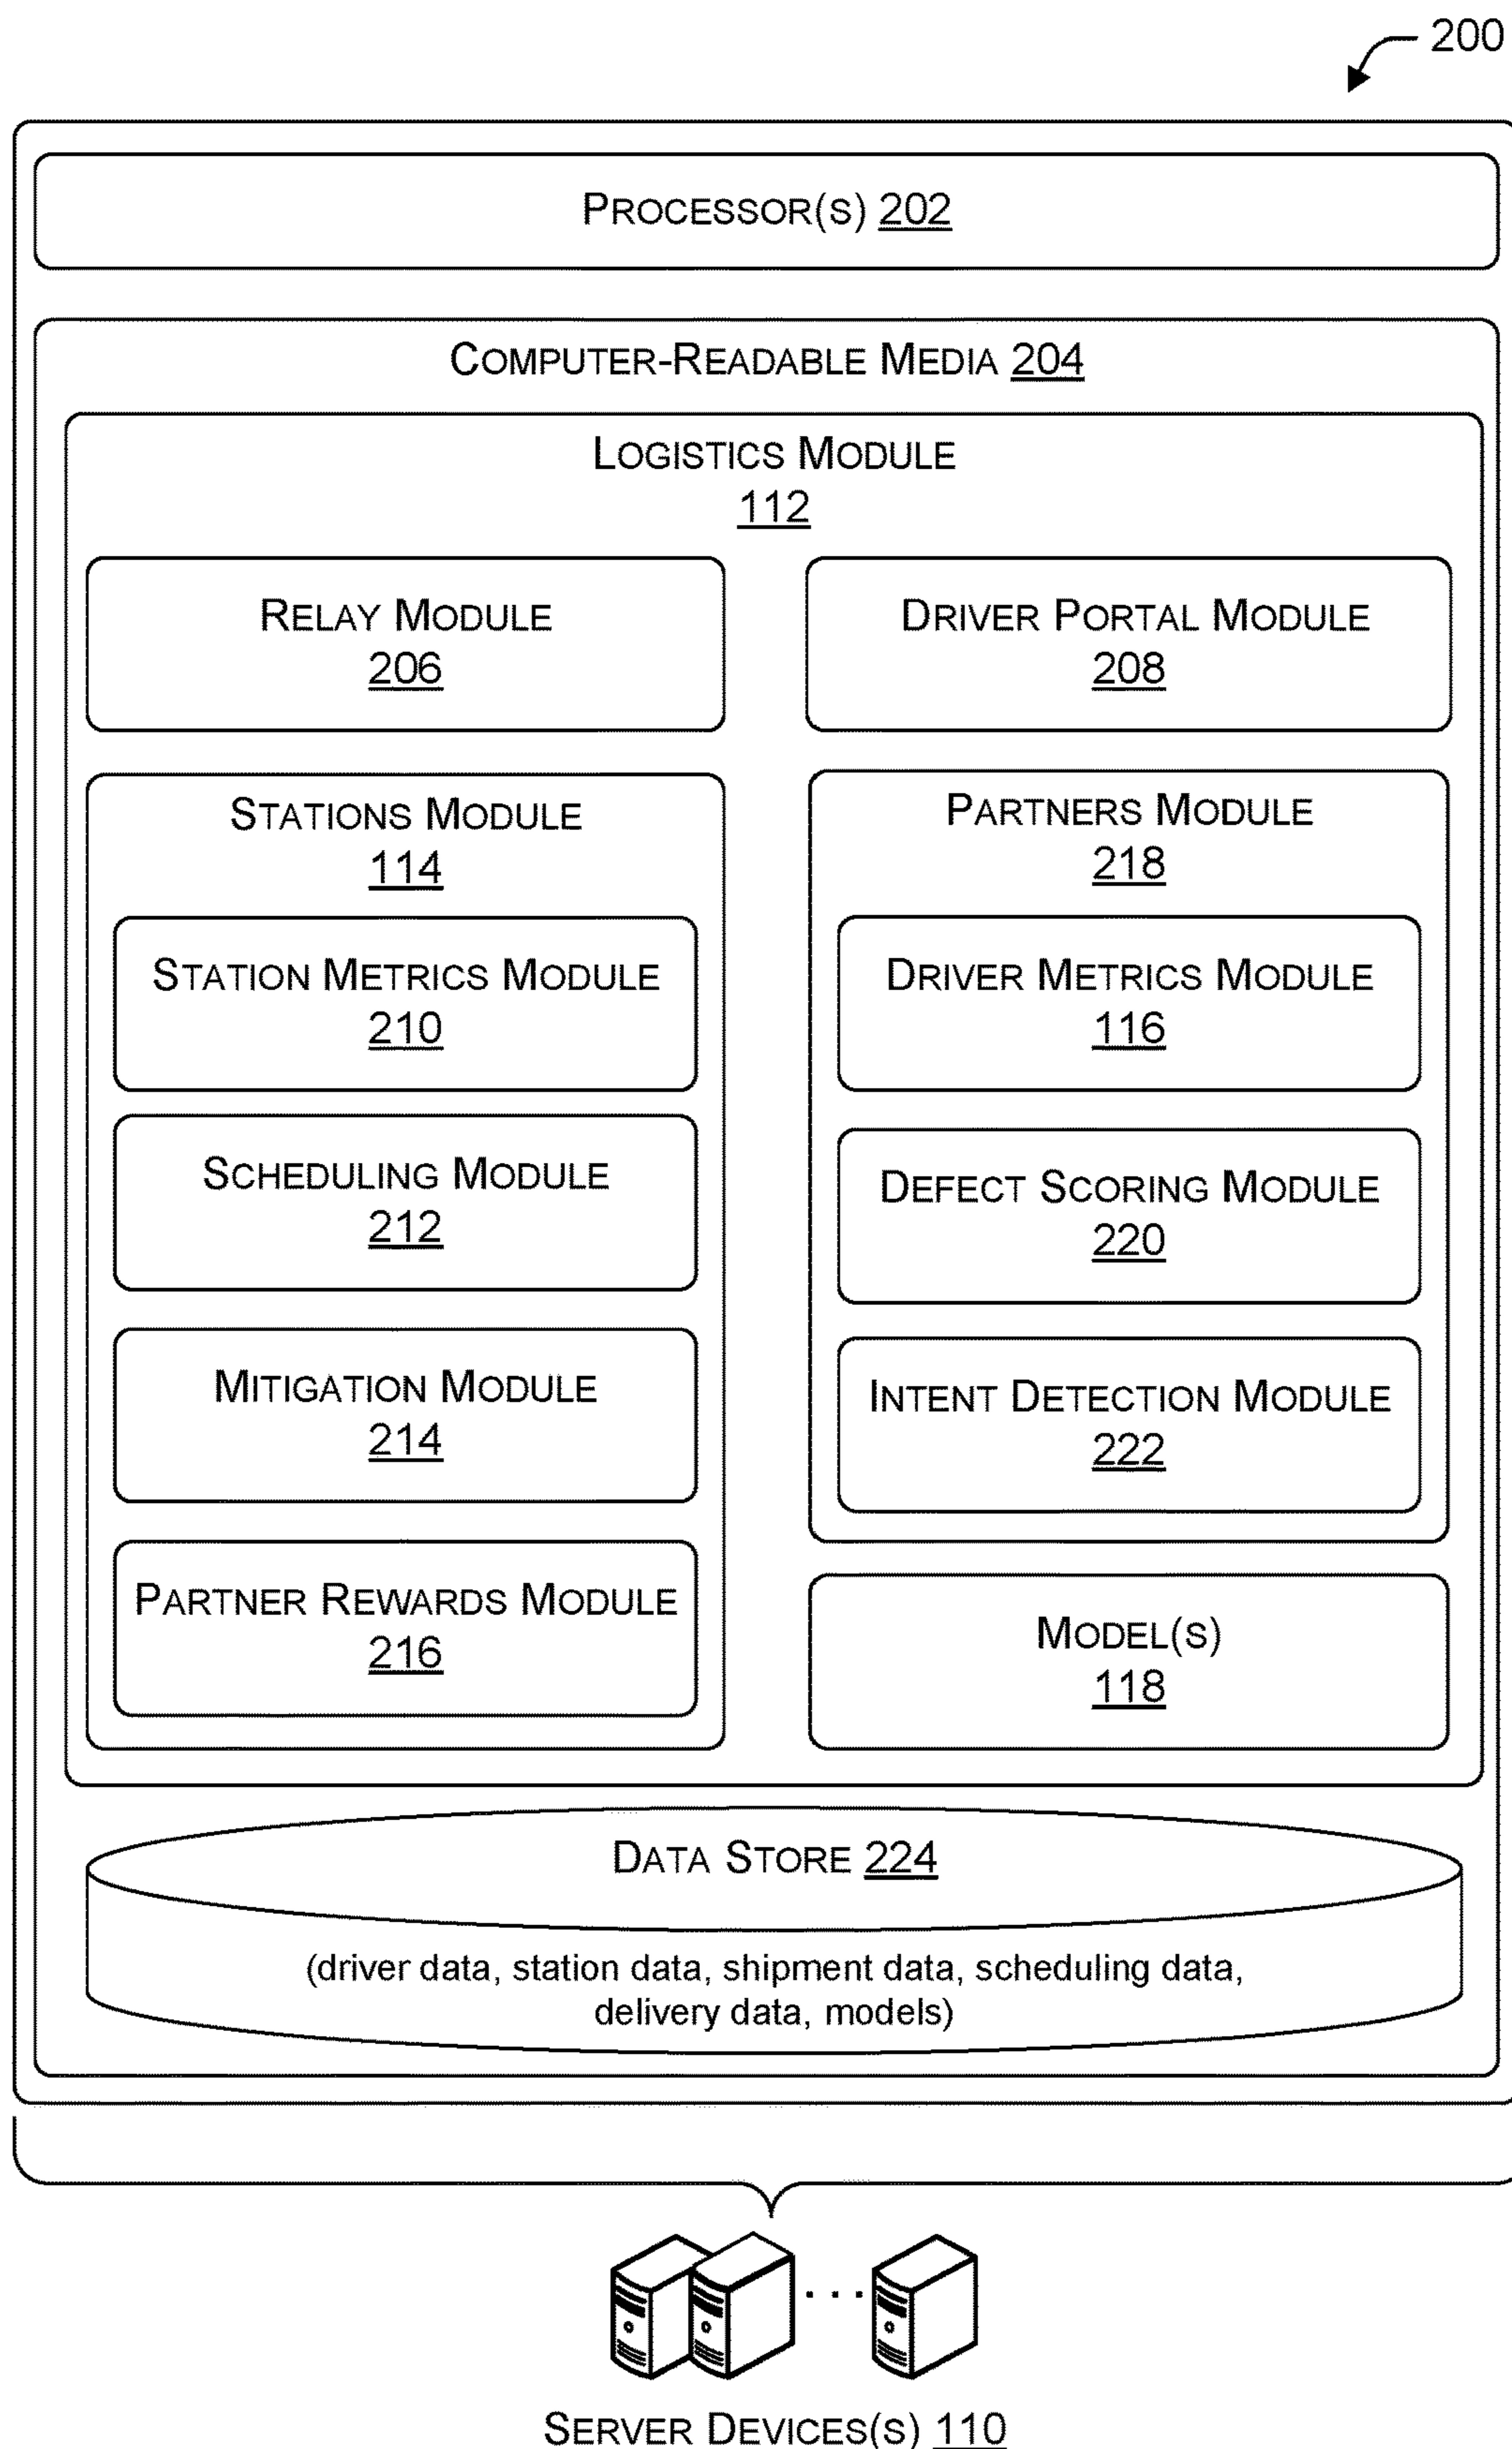 200
PROCESSOR(S) 202
COMPUTER-READABLE MEDIA 204
LOGISTICS MODULE
112
RELAY MODULE
206
DRIVER PORTAL MODULE
208
STATIONS MODULE
114
STATION METRICS MODULE
210
SCHEDULING MODULE
212
MITIGATION MODULE
214
PARTNER REWARDS MODULE
216
PARTNERS MODULE
218
DRIVER METRICS MODULE
116
DEFECT SCORING MODULE
220
INTENT DETECTION MODULE
222
MODEL(S)
118
DATA STORE 224
(driver data, station data, shipment data, scheduling data,
delivery data, models)
SERVER DEVICES(S) 110